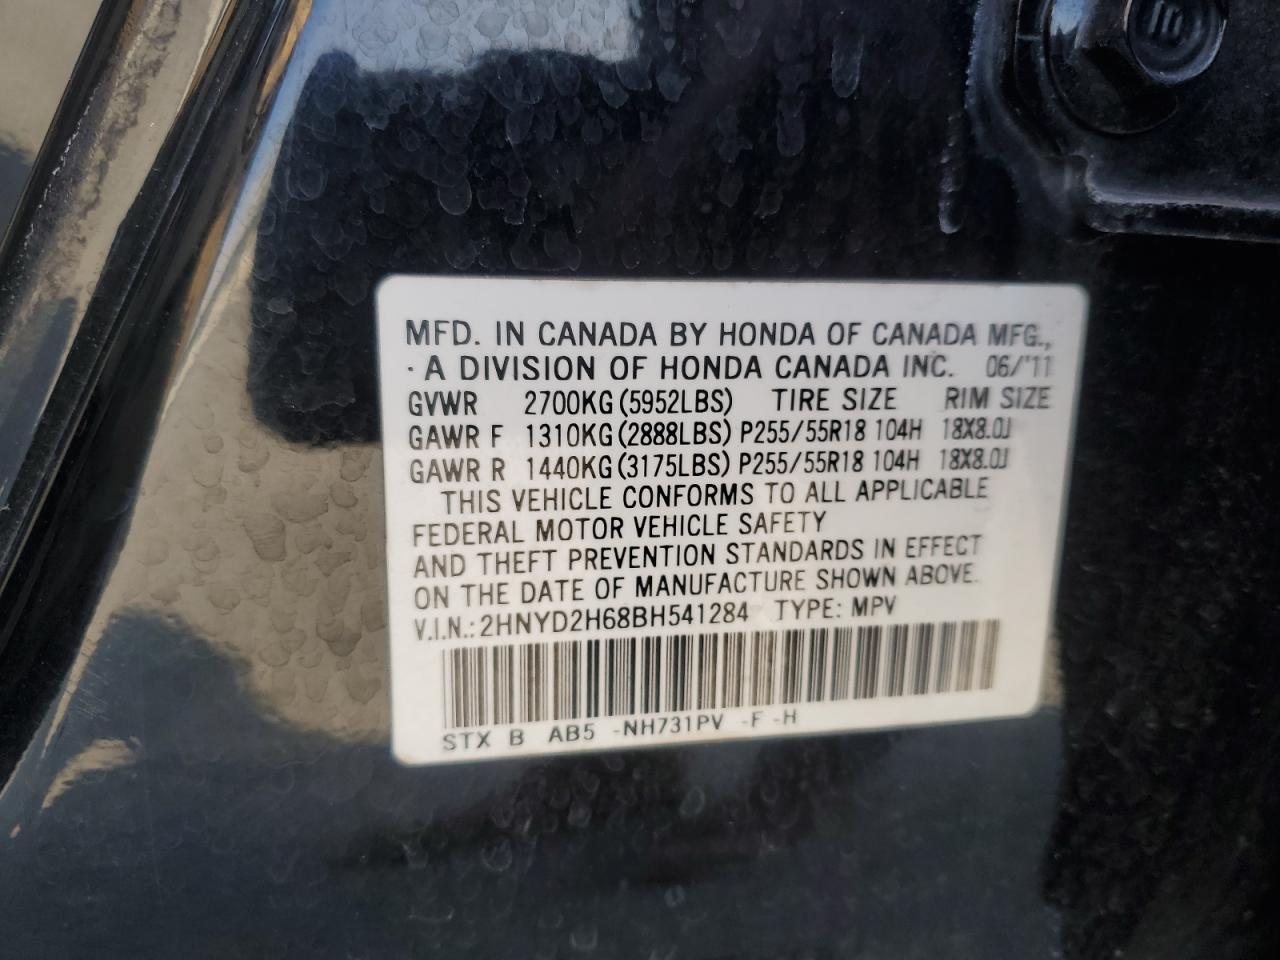 MFD. IN CANADA BY HONDA OF CANADA MFG.,
· A DIVISION OF HONDA CANADA INC. 06/'11
GVWR 2700KG (5952LBS) TIRE SIZE RIM SIZE
GAWR F 1310KG (2888LBS) P255/55R18 104H 18X8.0J
GAWR R 1440KG (3175LBS) P255/55R18 104H 18X8.0J
THIS VEHICLE CONFORMS TO ALL APPLICABLE
FEDERAL MOTOR VEHICLE SAFETY
AND THEFT PREVENTION STANDARDS IN EFFECT
ON THE DATE OF MANUFACTURE SHOWN ABOVE.
V.I.N.: 2HNYD2H68BH541284 TYPE: MPV
STX B AB5 -NH731PV -F -H